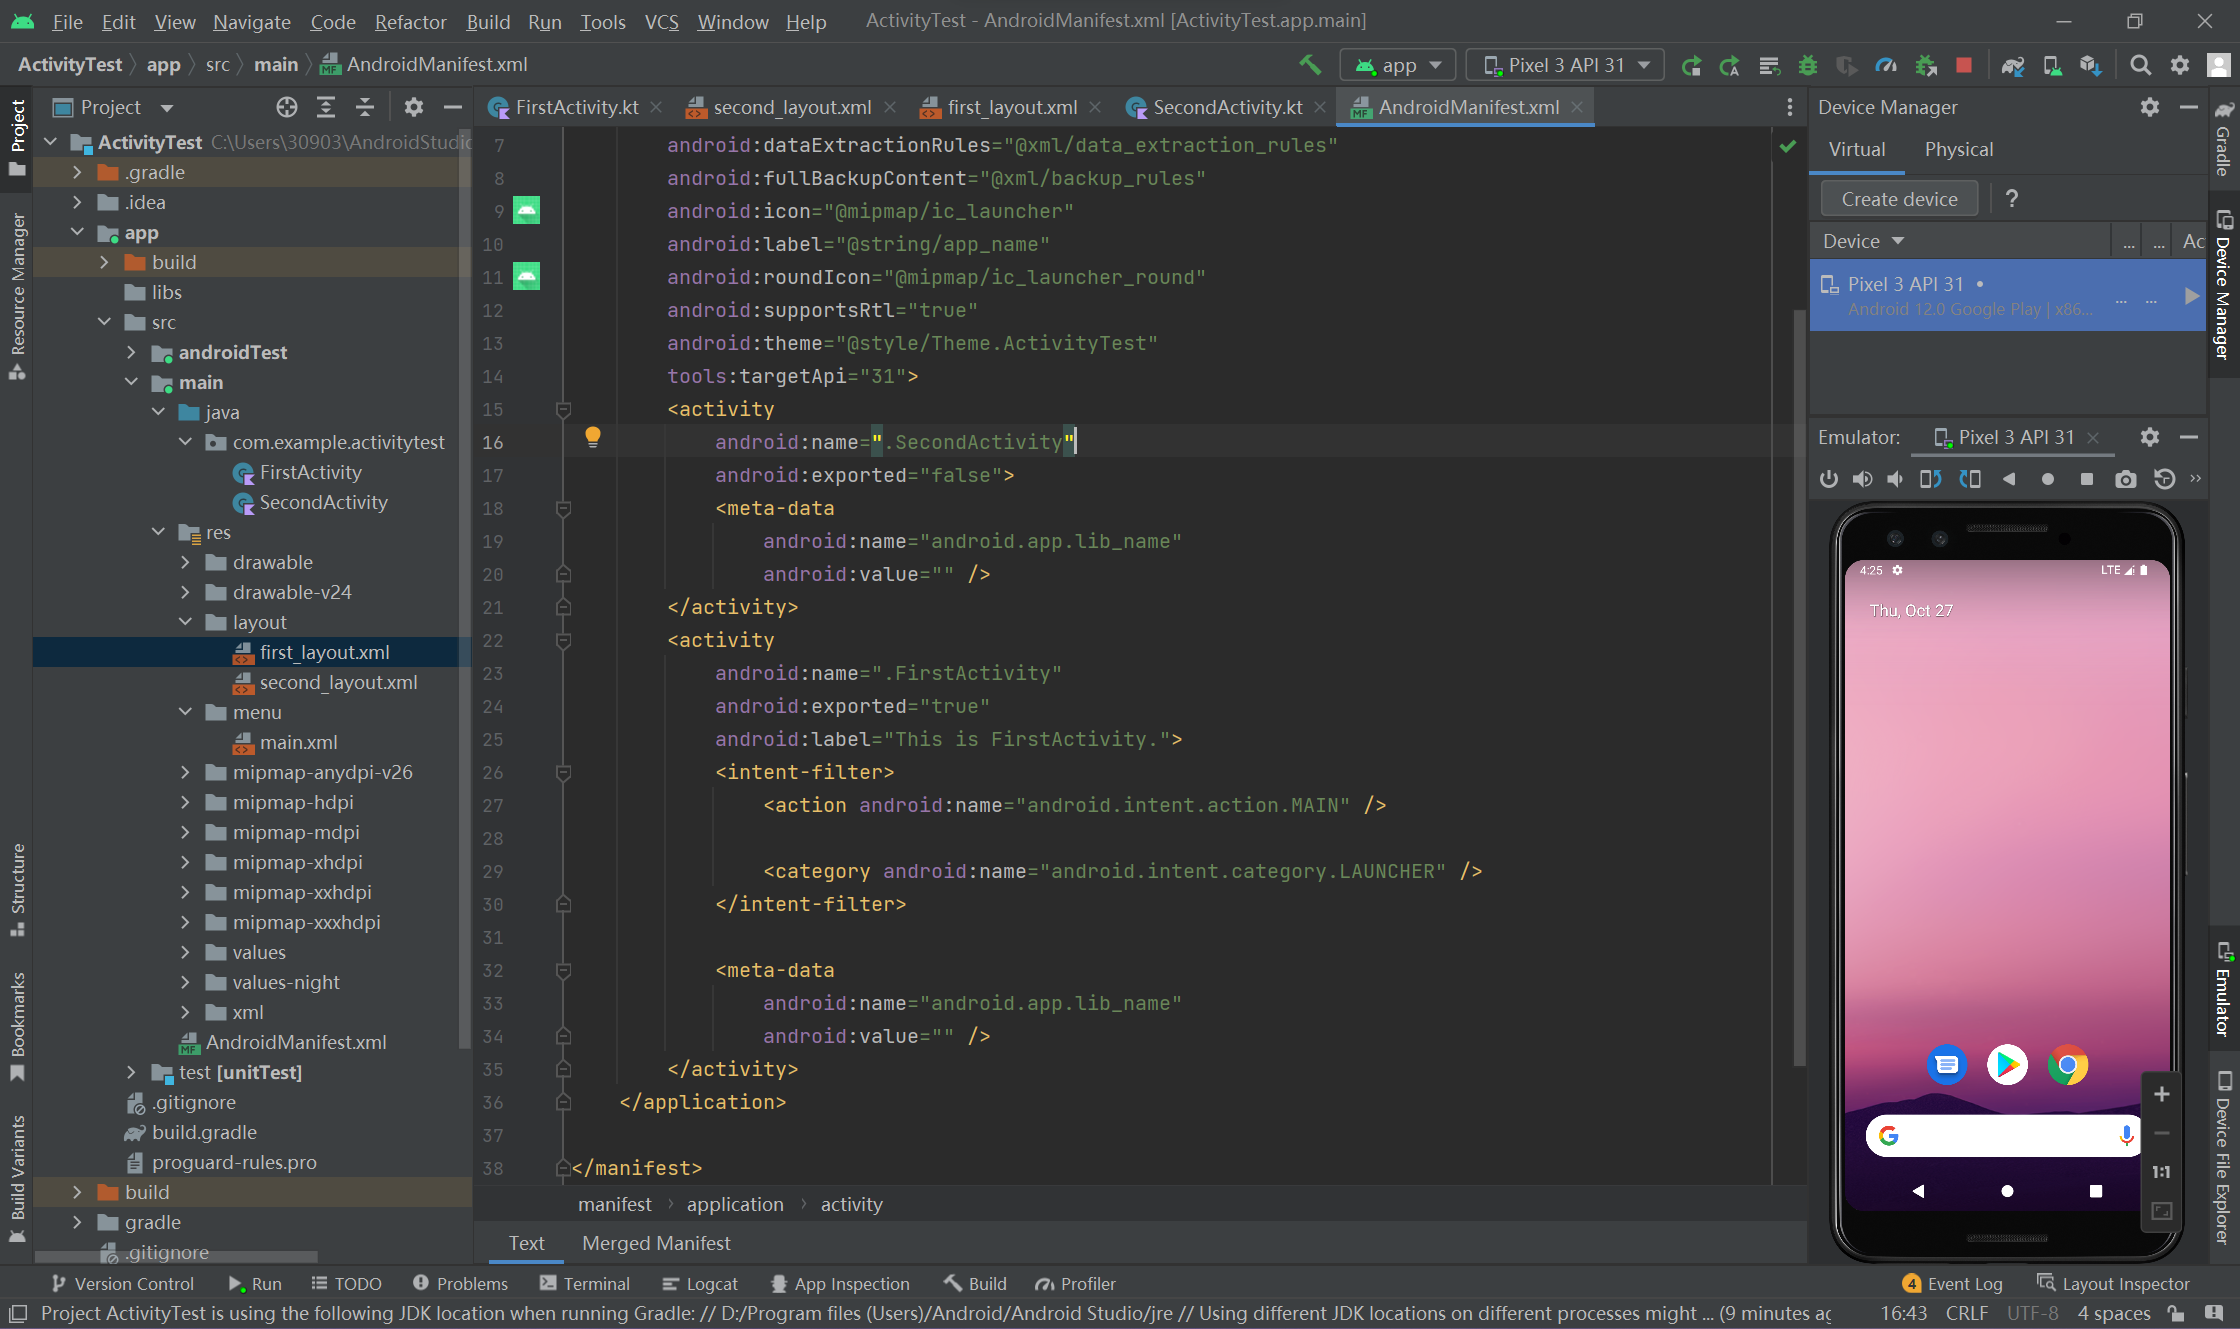 File Edit View Navigate Code Refactor Build Run Tools VCS Window Help ActivityTest - AndroidManifest.xml [ActivityTest.app.main]
ActivityTest app src main AndroidManifest.xml
app Pixel 3 API 31
Project
FirstActivity.kt second_layout.xml first_layout.xml SecondActivity.kt AndroidManifest.xml
Project
Resource Manager
Structure
Bookmarks
Build Variants
ActivityTest C:\Users\30903\AndroidStudio
.gradle
.idea
app
build
libs
src
androidTest
main
java
com.example.activitytest
FirstActivity
SecondActivity
res
drawable
drawable-v24
layout
first_layout.xml
second_layout.xml
menu
main.xml
mipmap-anydpi-v26
mipmap-hdpi
mipmap-mdpi
mipmap-xhdpi
mipmap-xxhdpi
mipmap-xxxhdpi
values
values-night
xml
AndroidManifest.xml
test [unitTest]
.gitignore
build.gradle
proguard-rules.pro
build
gradle
.gitignore
7 android:dataExtractionRules="@xml/data_extraction_rules"
8 android:fullBackupContent="@xml/backup_rules"
9 android:icon="@mipmap/ic_launcher"
10 android:label="@string/app_name"
11 android:roundIcon="@mipmap/ic_launcher_round"
12 android:supportsRtl="true"
13 android:theme="@style/Theme.ActivityTest"
14 tools:targetApi="31">
15 <activity
16 android:name=".SecondActivity"
17 android:exported="false">
18 <meta-data
19 android:name="android.app.lib_name"
20 android:value="" />
21 </activity>
22 <activity
23 android:name=".FirstActivity"
24 android:exported="true"
25 android:label="This is FirstActivity.">
26 <intent-filter>
27 <action android:name="android.intent.action.MAIN" />
28
29 <category android:name="android.intent.category.LAUNCHER" />
30 </intent-filter>
31
32 <meta-data
33 android:name="android.app.lib_name"
34 android:value="" />
35 </activity>
36 </application>
37
38 </manifest>
manifest application activity
Text Merged Manifest
Device Manager
Virtual Physical
Create device ?
Device ... ... Ac
Pixel 3 API 31 •
Android 12.0 Google Play | x86... ... ...
Emulator: Pixel 3 API 31
4:25 LTE
Thu, Oct 27
1:1
Gradle
Device Manager
Emulator
Device File Explorer
Version Control Run TODO Problems Terminal Logcat App Inspection Build Profiler 4 Event Log Layout Inspector
Project ActivityTest is using the following JDK location when running Gradle: // D:/Program files (Users)/Android/Android Studio/jre // Using different JDK locations on different processes might ... (9 minutes ag 16:43 CRLF UTF-8 4 spaces